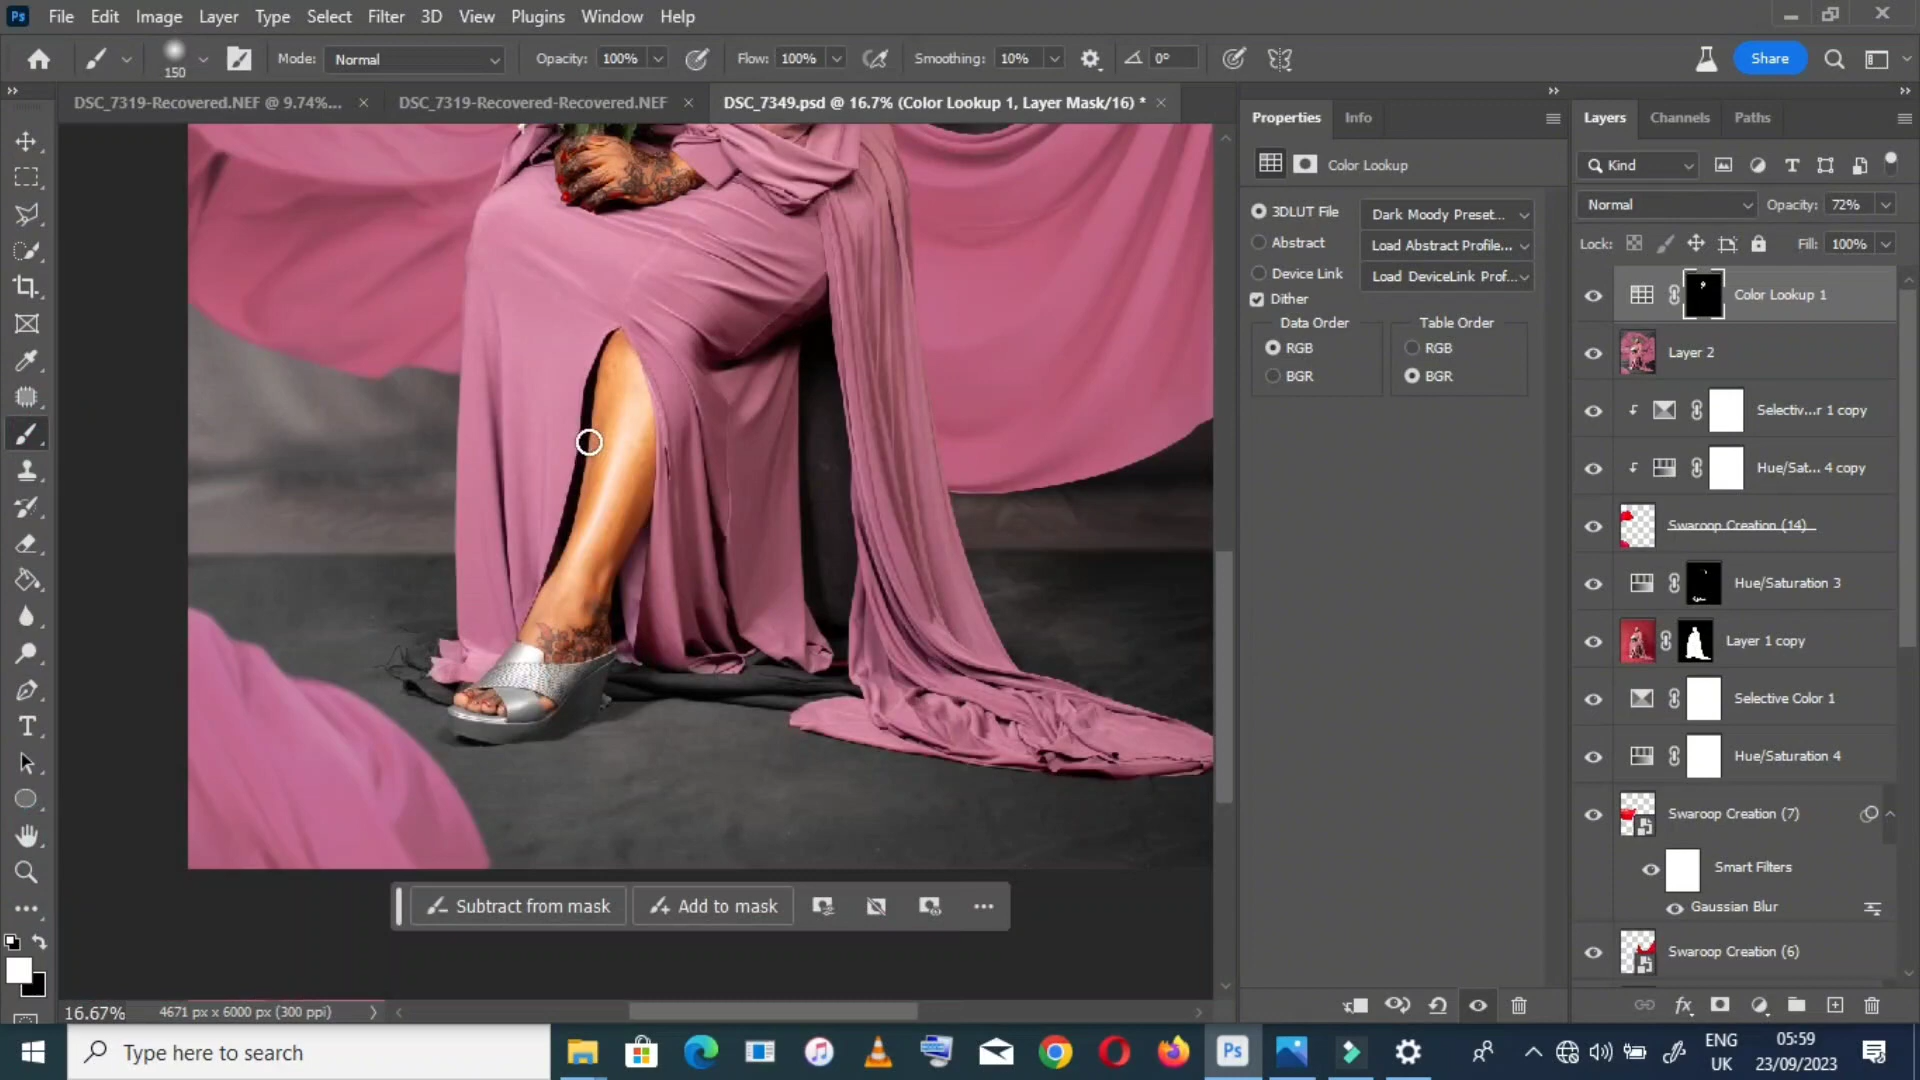 Ps File Edit Image Layer Type Select Filter 3D View Plugins Window Help
150 Mode: Normal Opacity: 100% Flow: 100% Smoothing: 10% 0° Share
DSC_7319-Recovered.NEF @ 9.74%... DSC_7319-Recovered-Recovered.NEF DSC_7349.psd @ 16.7% (Color Lookup 1, Layer Mask/16) *
Properties Info
Color Lookup
3DLUT File Dark Moody Preset...
Abstract Load Abstract Profile...
Device Link Load DeviceLink Prof...
Dither
Data Order Table Order
RGB RGB
BGR BGR
Layers Channels Paths
Kind
Normal Opacity: 72%
Lock: Fill: 100%
Color Lookup 1
Layer 2
Selectiv...r 1 copy
Hue/Sat... 4 copy
Swaroop Creation (14)
Hue/Saturation 3
Layer 1 copy
Selective Color 1
Hue/Saturation 4
Swaroop Creation (7)
Smart Filters
Gaussian Blur
Swaroop Creation (6)
Subtract from mask Add to mask
16.67% 4671 px x 6000 px (300 ppi)
Type here to search
Ps
ENG
UK
05:59
23/09/2023